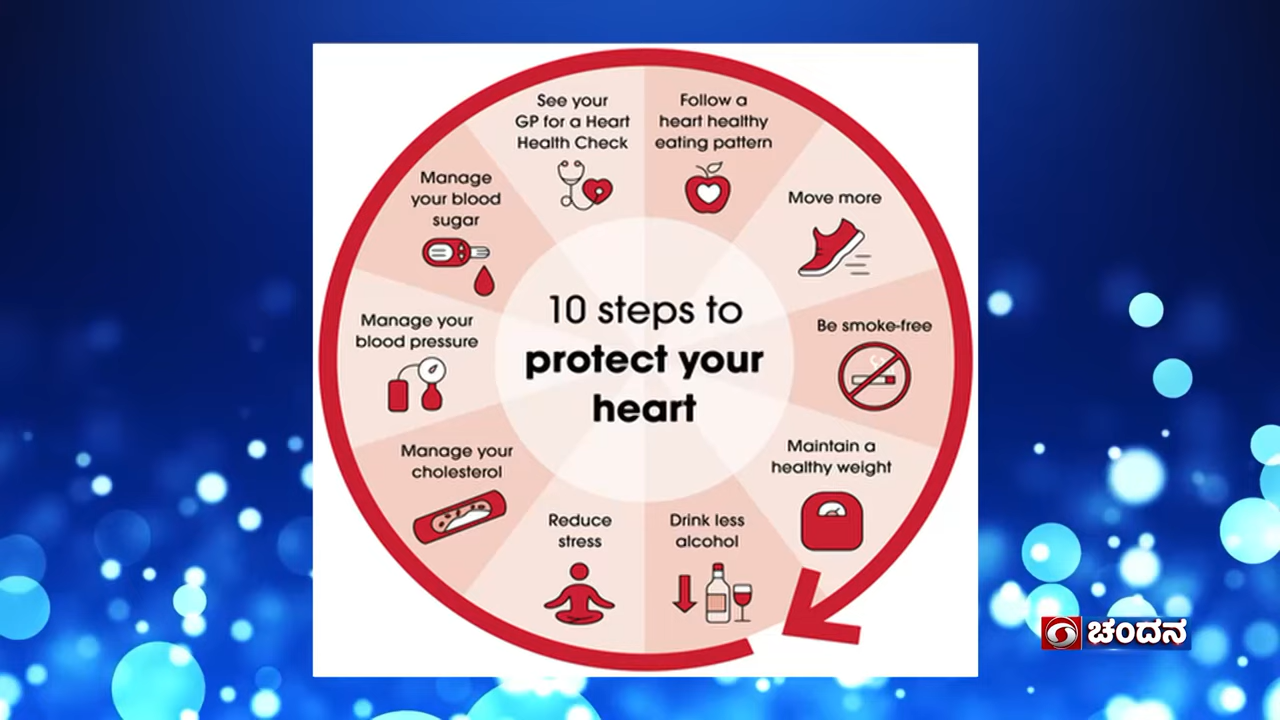 10 steps to
protect your
heart
Follow a
heart healthy
eating pattern
Move more
Be smoke-free
Maintain a
healthy weight
Drink less
alcohol
Reduce
stress
Manage your
cholesterol
Manage your
blood pressure
Manage
your blood
sugar
See your
GP for a Heart
Health Check
ಚಂದನ